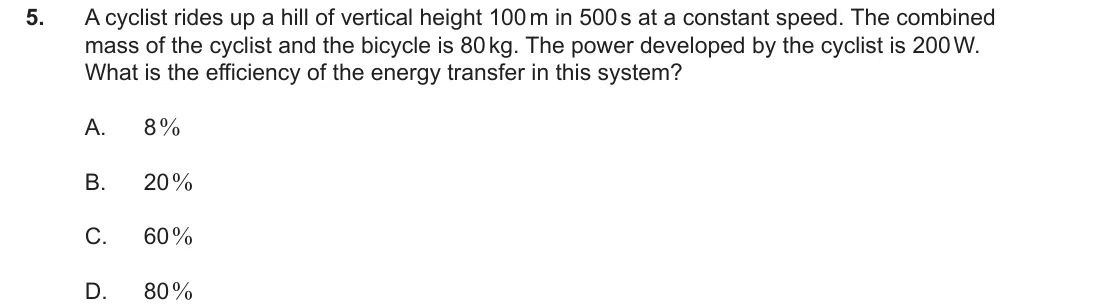 5. A cyclist rides up a hill of vertical height 100 m in 500 s at a constant speed. The combined
mass of the cyclist and the bicycle is 80 kg. The power developed by the cyclist is 200 W.
What is the efficiency of the energy transfer in this system?
A. 8 %
B. 20 %
C. 60 %
D. 80 %